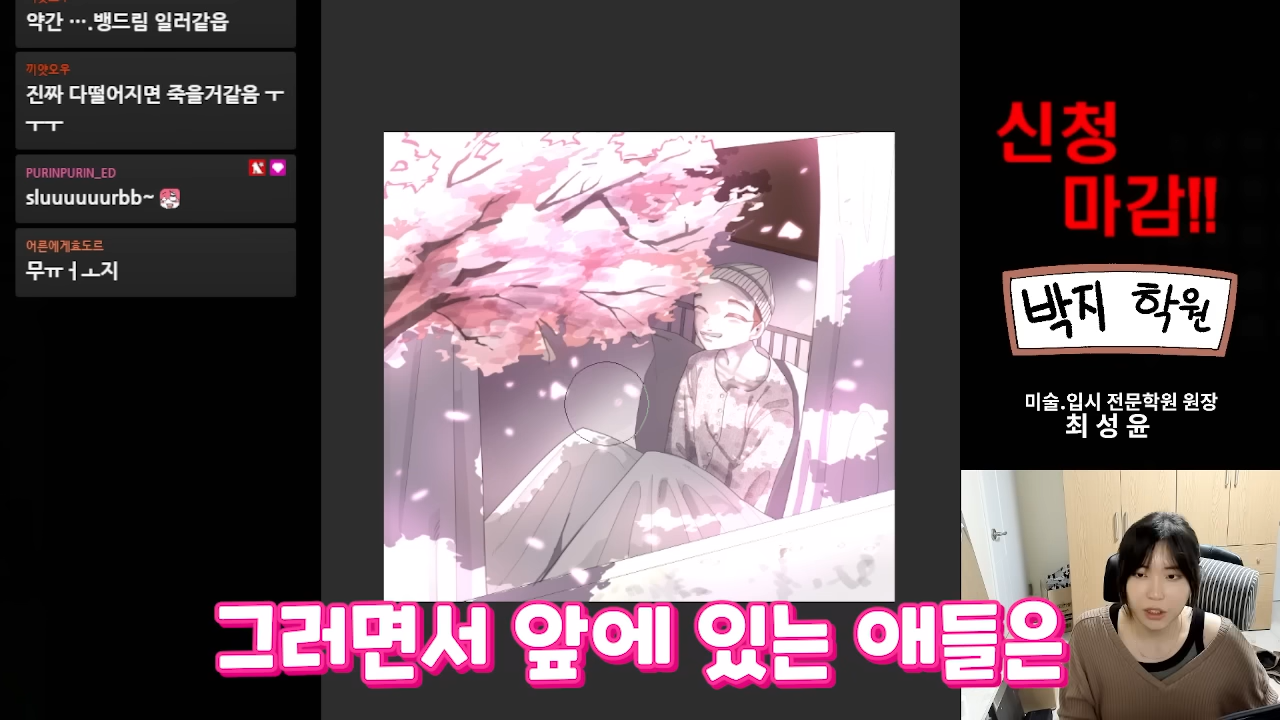 약간 ….뱅드림 일러같읍
끼얏오우
진짜 다떨어지면 죽을거같음 ㅜ
ㅜㅜ
PURINPURIN_ED
sluuuuuurbb~
어른에게효도르
무ㅠㅓㅗ지
신청
마감!!
박지 학원
미술.입시 전문학원 원장
최성윤
그러면서 앞에 있는 애들은